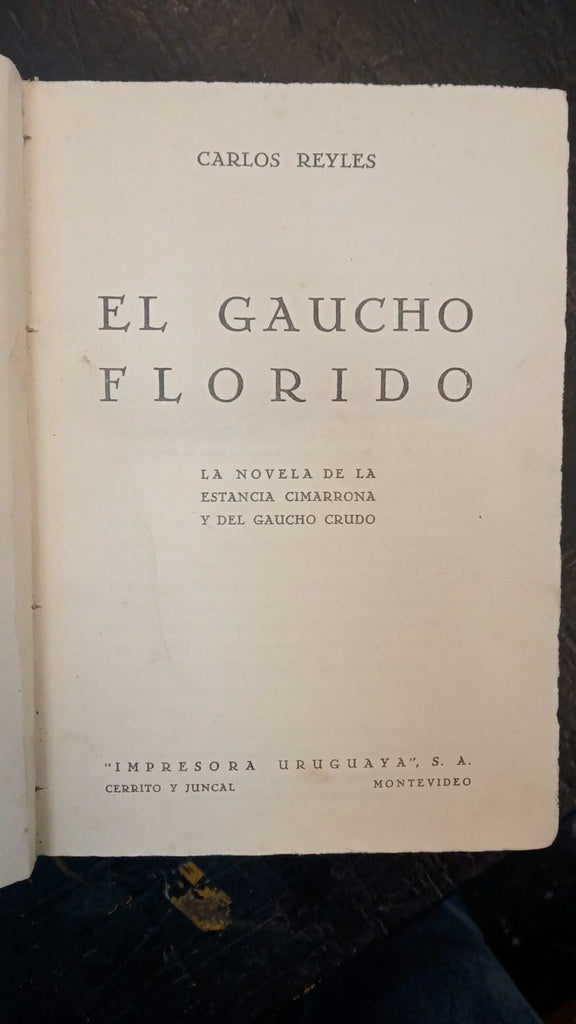 CARLOS REYLES
EL GAUCHO
FLORIDO
LA NOVELA DE LA
ESTANCIA CIMARRONA
Y DEL GAUCHO CRUDO
"IMPRESORA URUGUAYA", S. A.
CERRITO Y JUNCAL MONTEVIDEO